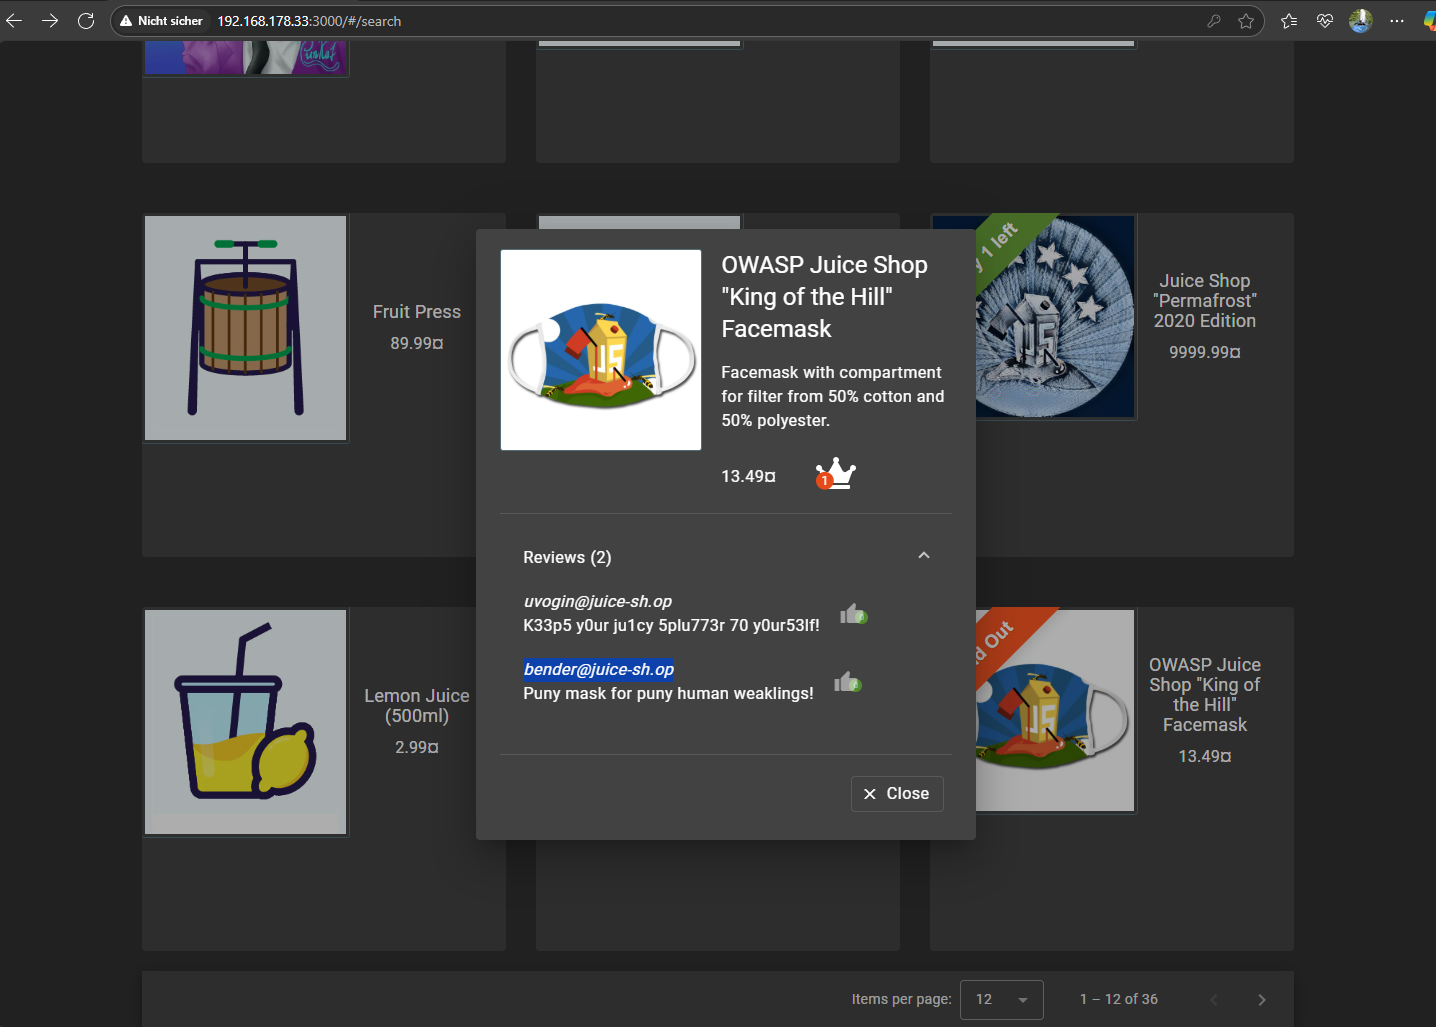 Nicht sicher
192.168.178.33:3000/#/search
Fruit Press
89.99¤
y 1 left
Juice Shop
"Permafrost"
2020 Edition
9999.99¤
OWASP Juice Shop
"King of the Hill"
Facemask
Facemask with compartment
for filter from 50% cotton and
50% polyester.
13.49¤
1
Reviews (2)
uvogin@juice-sh.op
K33p5 y0ur ju1cy 5plu773r 70 y0ur53lf!
bender@juice-sh.op
Puny mask for puny human weaklings!
Close
Lemon Juice
(500ml)
2.99¤
d Out
OWASP Juice
Shop "King of
the Hill"
Facemask
13.49¤
Items per page:
12
1 – 12 of 36